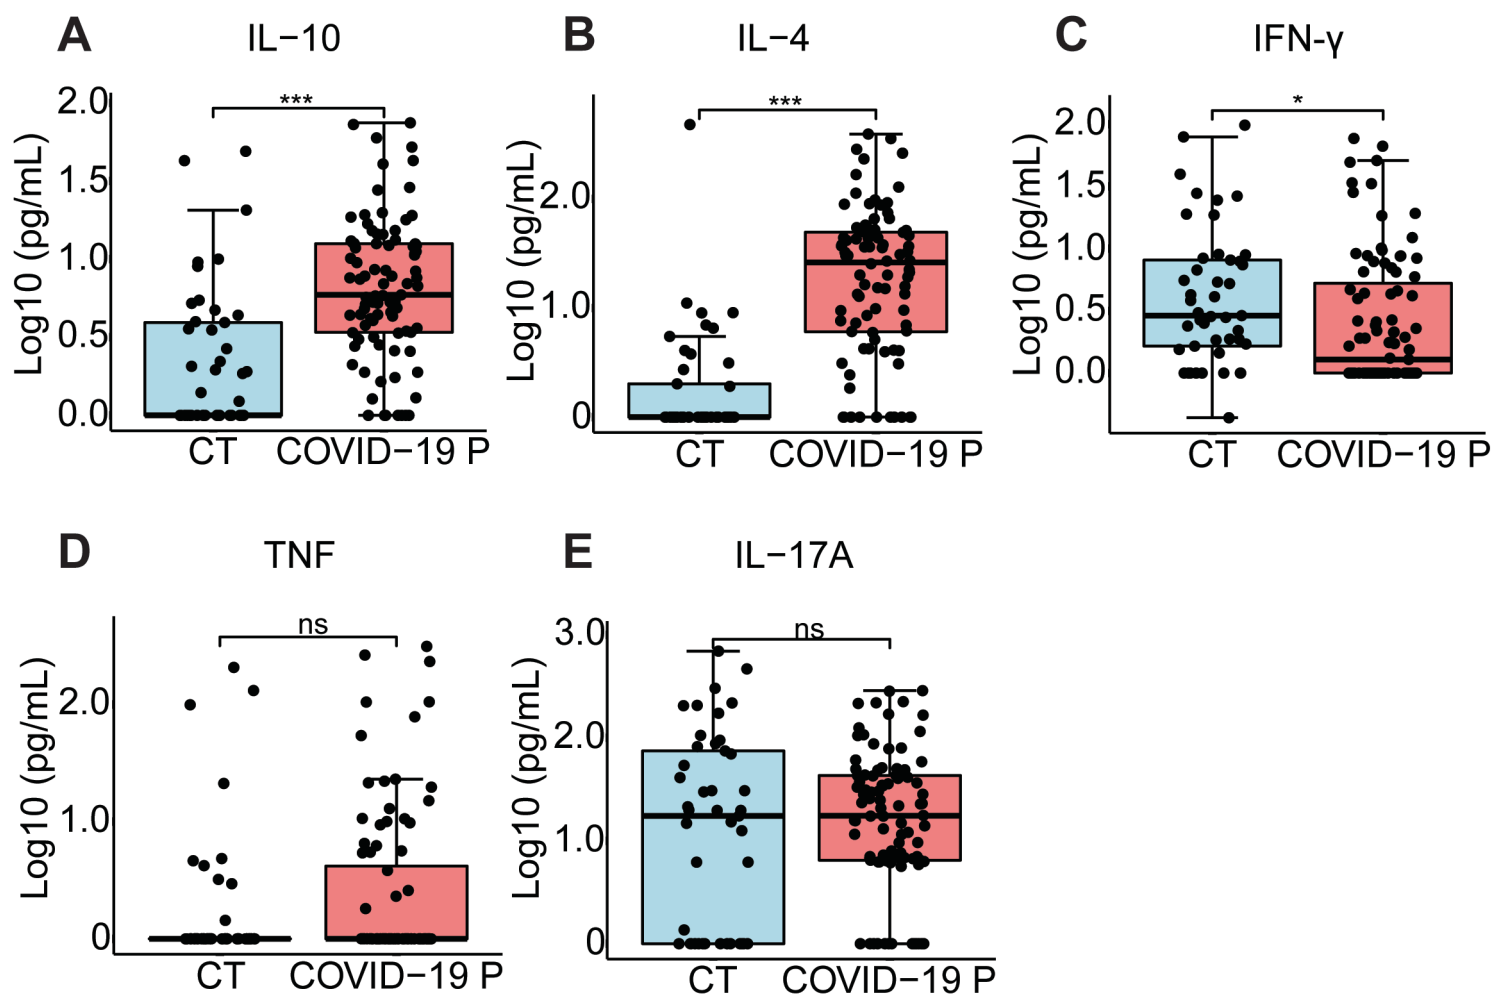 A IL−10
B IL−4
C IFN-γ
***
***
*
Log10 (pg/mL)
2.0
1.5
1.0
0.5
0.0
Log10 (pg/mL)
2.0
1.0
0
Log10 (pg/mL)
2.0
1.5
1.0
0.5
0.0
CT COVID−19 P
CT COVID−19 P
CT COVID−19 P
D TNF
E IL−17A
ns
ns
Log10 (pg/mL)
2.0
1.0
0
Log10 (pg/mL)
3.0
2.0
1.0
0
CT COVID−19 P
CT COVID−19 P